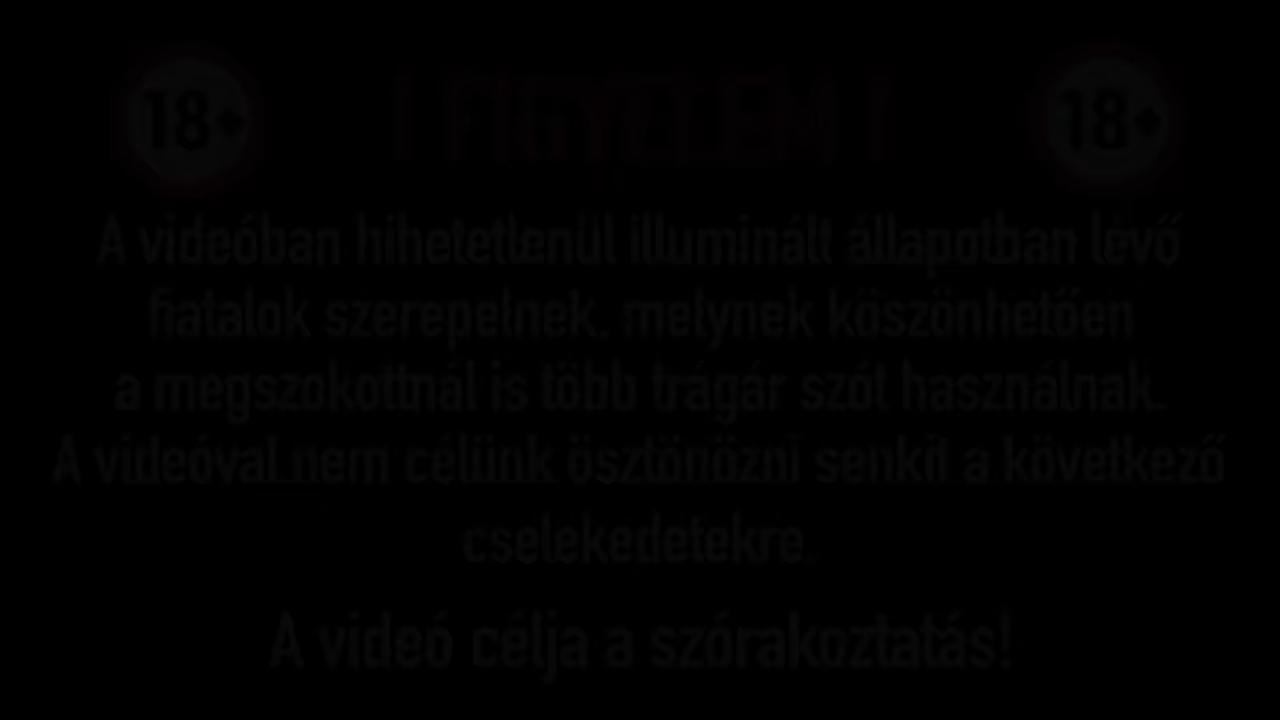 18+ ! FIGYELEM ! 18+
A videóban hihetetlenül illuminált állapotban lévő
fiatalok szerepelnek, melynek köszönhetően
a megszokottnál is több trágár szót használnak.
A videóval nem célünk ösztönözni senkit a következő
cselekedetekre.
A videó célja a szórakoztatás!